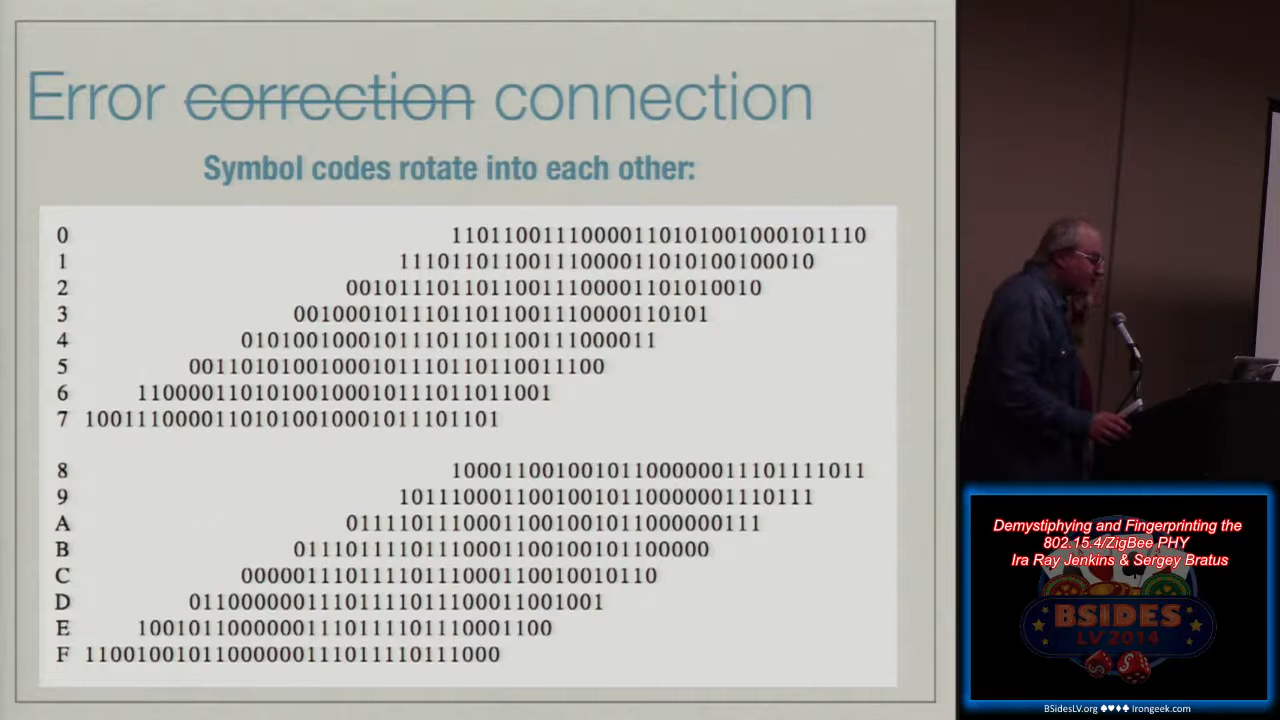 Error correction connection
Symbol codes rotate into each other:
0 11011001110000110101001000101110
1 11101101100111000011010100100010
2 00101110110110011100001101010010
3 00100010111011011001110000110101
4 01010010001011101101100111000011
5 00110101001000101110110110011100
6 11000011010100100010111011011001
7 10011100001101010010001011101101
8 10001100100101100000011101111011
9 10111000110010010110000001110111
A 01111011100011001001011000000111
B 01110111101110001100100101100000
C 00000111011110111000110010010110
D 01100000011101111011100011001001
E 10010110000001110111101110001100
F 11001001011000000111011110111000
Demystiphying and Fingerprinting the
802.15.4/ZigBee PHY
Ira Ray Jenkins & Sergey Bratus
BSIDES
LV 2014
BSidesLV.org ♠♥♦♣ Irongeek.com